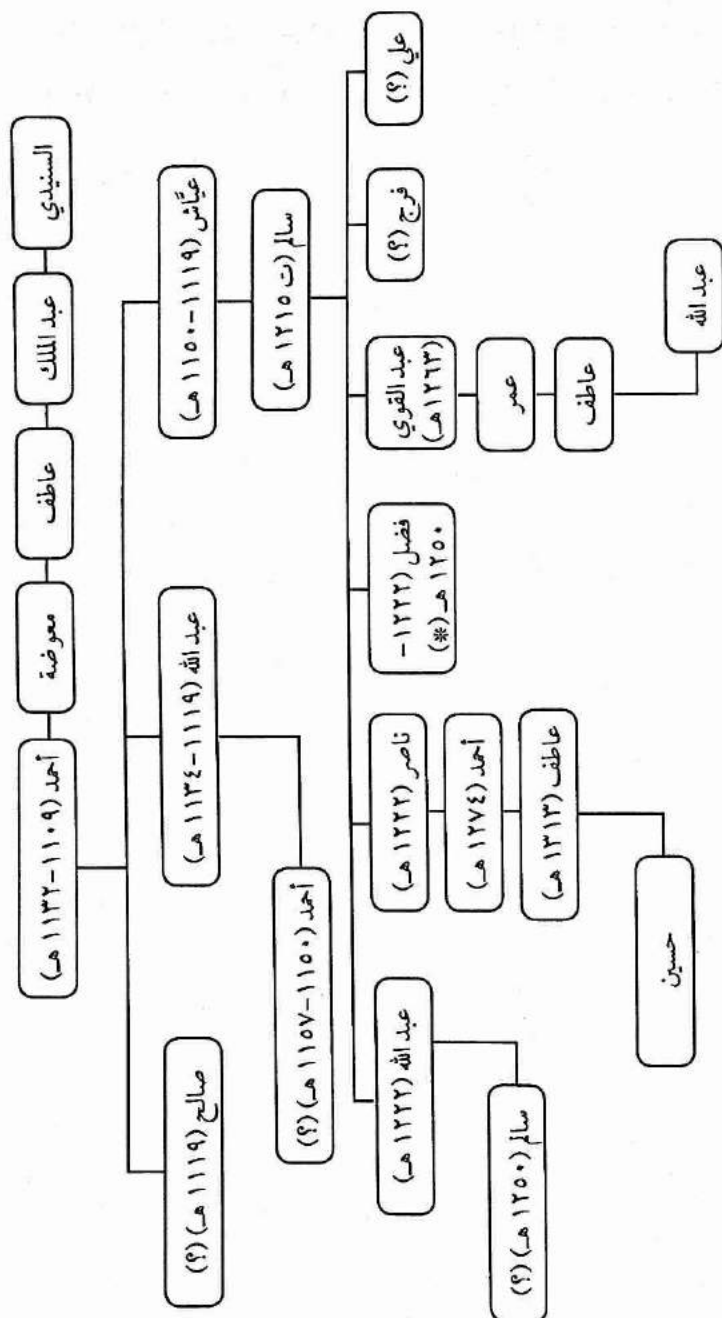 السنيدي
عبد الملك
عاطف
معوضة
أحمد (١١٠٩-١١٣٢ هـ)
عيَّاش (١١١٩-١١٥٠ هـ)
عبد الله (١١١٩-١١٣٤ هـ)
صالح (١١١٩ هـ) (؟)
سالم (ت ١٢١٥ هـ)
أحمد (١١٥٠-١١٥٧ هـ) (؟)
علي (؟)
فرج (؟)
عبد القوي
(١٢٦٣ هـ)
فضل (١٢٢٢-
١٢٥٠ هـ) (*)
ناصر (١٢٢٢ هـ)
عبد الله (١٢٢٢ هـ)
عمر
أحمد (١٢٧٤ هـ)
سالم (١٢٥٠ هـ) (؟)
عاطف
عاطف (١٣١٣ هـ)
عبد الله
حسين